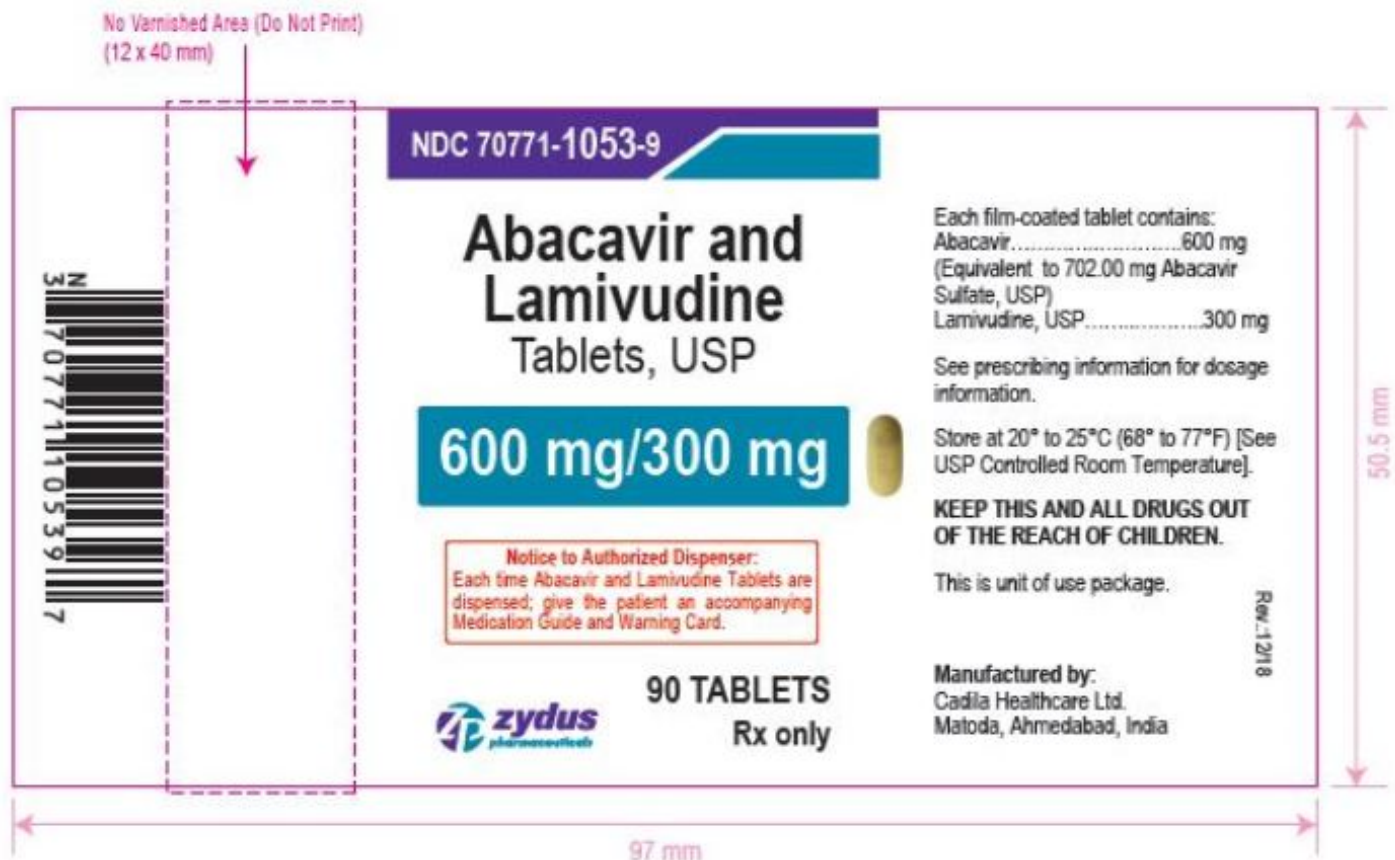 No Varnished Area (Do Not Print)
(12 x 40 mm)
N
3 70771 10539 7
NDC 70771-1053-9
Abacavir and
Lamivudine
Tablets, USP
600 mg/300 mg
Notice to Authorized Dispenser:
Each time Abacavir and Lamivudine Tablets are
dispensed; give the patient an accompanying
Medication Guide and Warning Card.
90 TABLETS
Rx only
zydus
pharmaceuticals
Each film-coated tablet contains:
Abacavir..............................600 mg
(Equivalent to 702.00 mg Abacavir
Sulfate, USP)
Lamivudine, USP.....................300 mg
See prescribing information for dosage
information.
Store at 20° to 25°C (68° to 77°F) [See
USP Controlled Room Temperature].
KEEP THIS AND ALL DRUGS OUT
OF THE REACH OF CHILDREN.
This is unit of use package.
Manufactured by:
Cadila Healthcare Ltd.
Matoda, Ahmedabad, India
Rev.:12/18
50.5 mm
97 mm